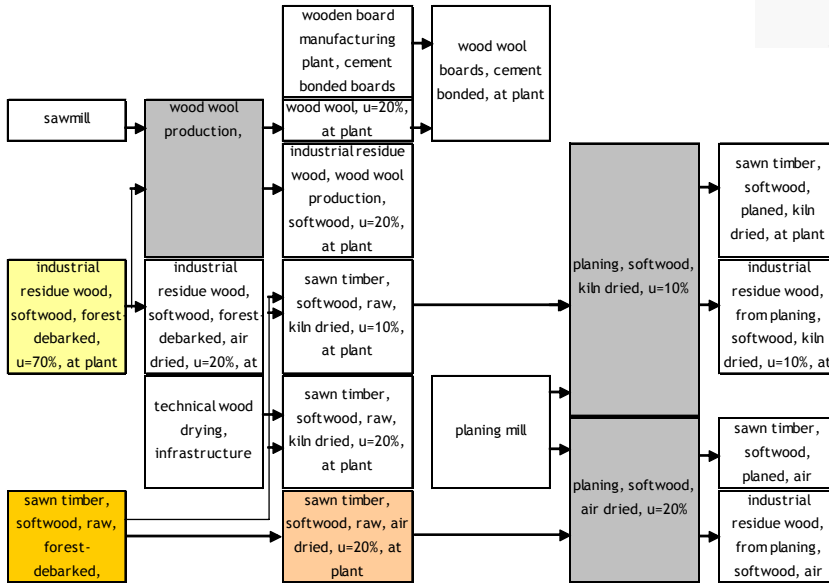 wooden board
manufacturing
plant, cement
bonded boards
wood wool
boards, cement
bonded, at plant
sawmill
wood wool
production,
wood wool, u=20%,
at plant
industrial residue
wood, wood wool
production,
softwood, u=20%,
at plant
sawn timber,
softwood,
planed, kiln
dried, at plant
planing, softwood,
kiln dried, u=10%
industrial
residue wood,
softwood, forest-
debarked,
u=70%, at plant
industrial
residue wood,
softwood, forest-
debarked, air
dried, u=20%, at
sawn timber,
softwood, raw,
kiln dried, u=10%,
at plant
industrial
residue wood,
from planing,
softwood, kiln
dried, u=10%, at
technical wood
drying,
infrastructure
sawn timber,
softwood, raw,
kiln dried, u=20%,
at plant
planing mill
sawn timber,
softwood,
planed, air
planing, softwood,
air dried, u=20%
sawn timber,
softwood, raw,
forest-
debarked,
sawn timber,
softwood, raw, air
dried, u=20%, at
plant
industrial
residue wood,
from planing,
softwood, air